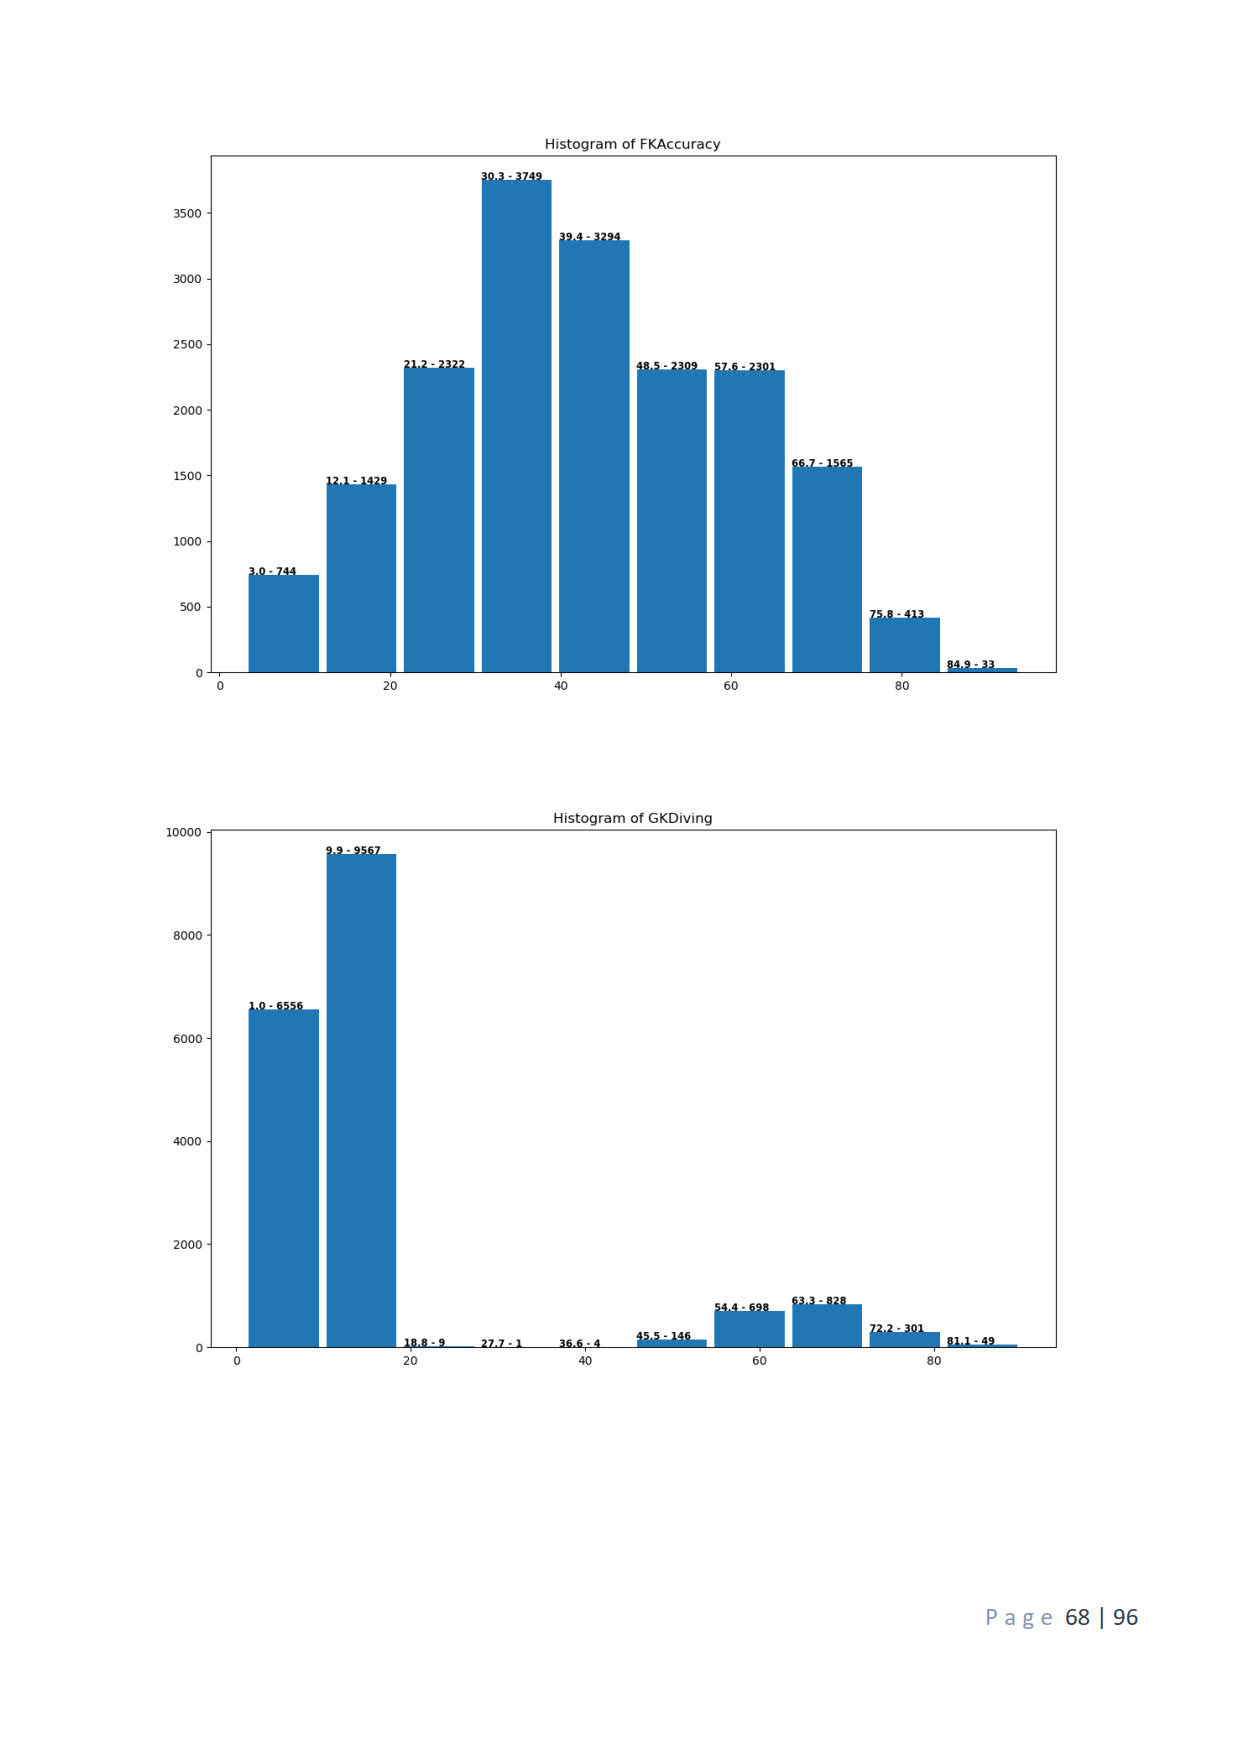 Histogram of FKAccuracy
30.3 - 3749
3500
39.4 - 3294
3000
2500
21.2 - 2322
48.5 - 2309
57.6 - 2301
2000
1500
12.1 - 1429
66.7 - 1565
1000
3.0 - 744
500
75.8 - 413
84.9 - 33
0
0 20 40 60 80
Histogram of GKDiving
10000
9.9 - 9567
8000
1.0 - 6556
6000
4000
2000
54.4 - 698
63.3 - 828
72.2 - 301
45.5 - 146
81.1 - 49
18.8 - 9
27.7 - 1
36.6 - 4
0
0 20 40 60 80
Page 68 | 96